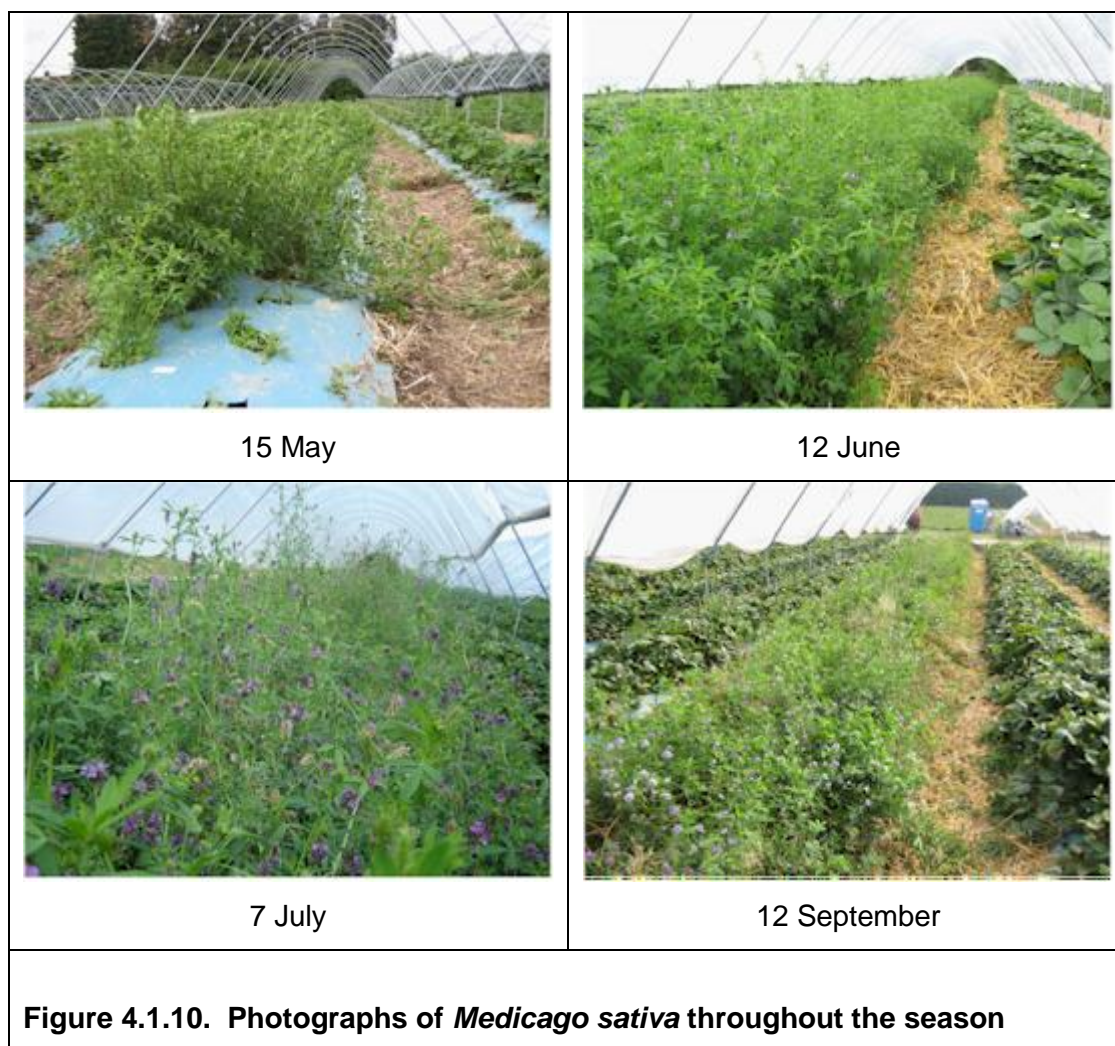 15 May
12 June
7 July
12 September
Figure 4.1.10. Photographs of Medicago sativa throughout the season